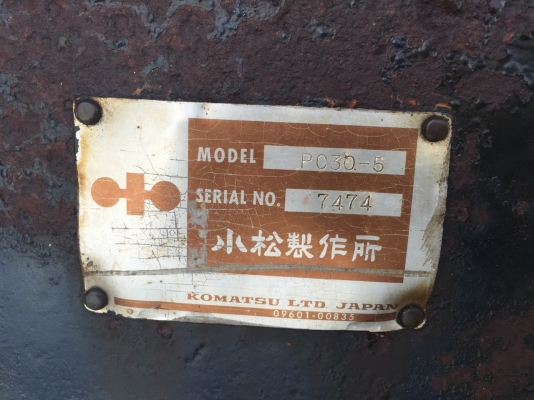 MODEL PC30-5
SERIAL NO. 7474
小松製作所
KOMATSU LTD JAPAN
09601-00835